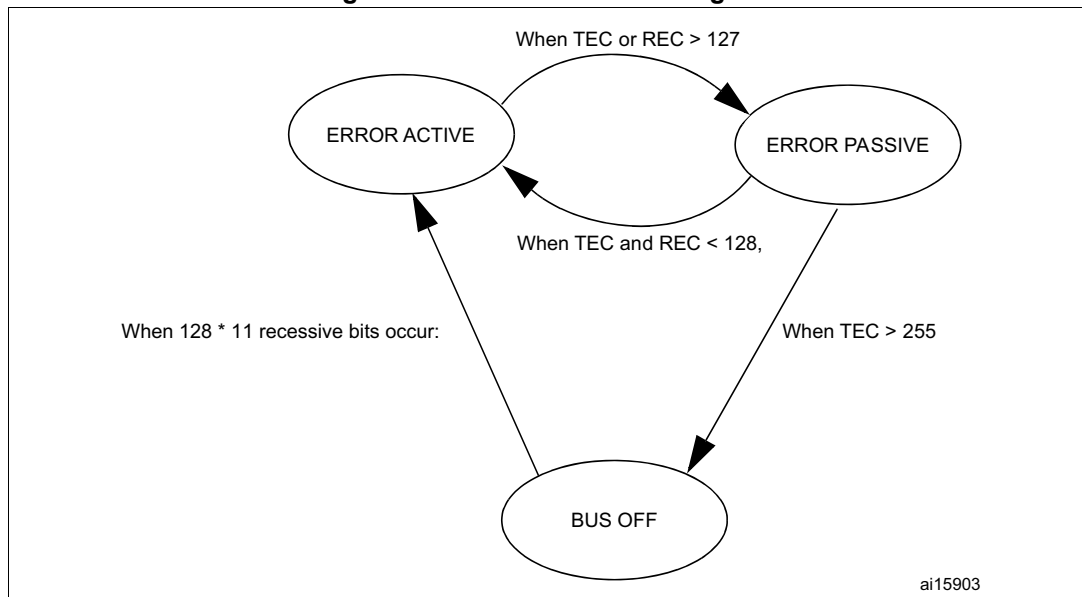 When TEC or REC > 127
ERROR ACTIVE
ERROR PASSIVE
When TEC and REC < 128,
When 128 * 11 recessive bits occur:
When TEC > 255
BUS OFF
ai15903